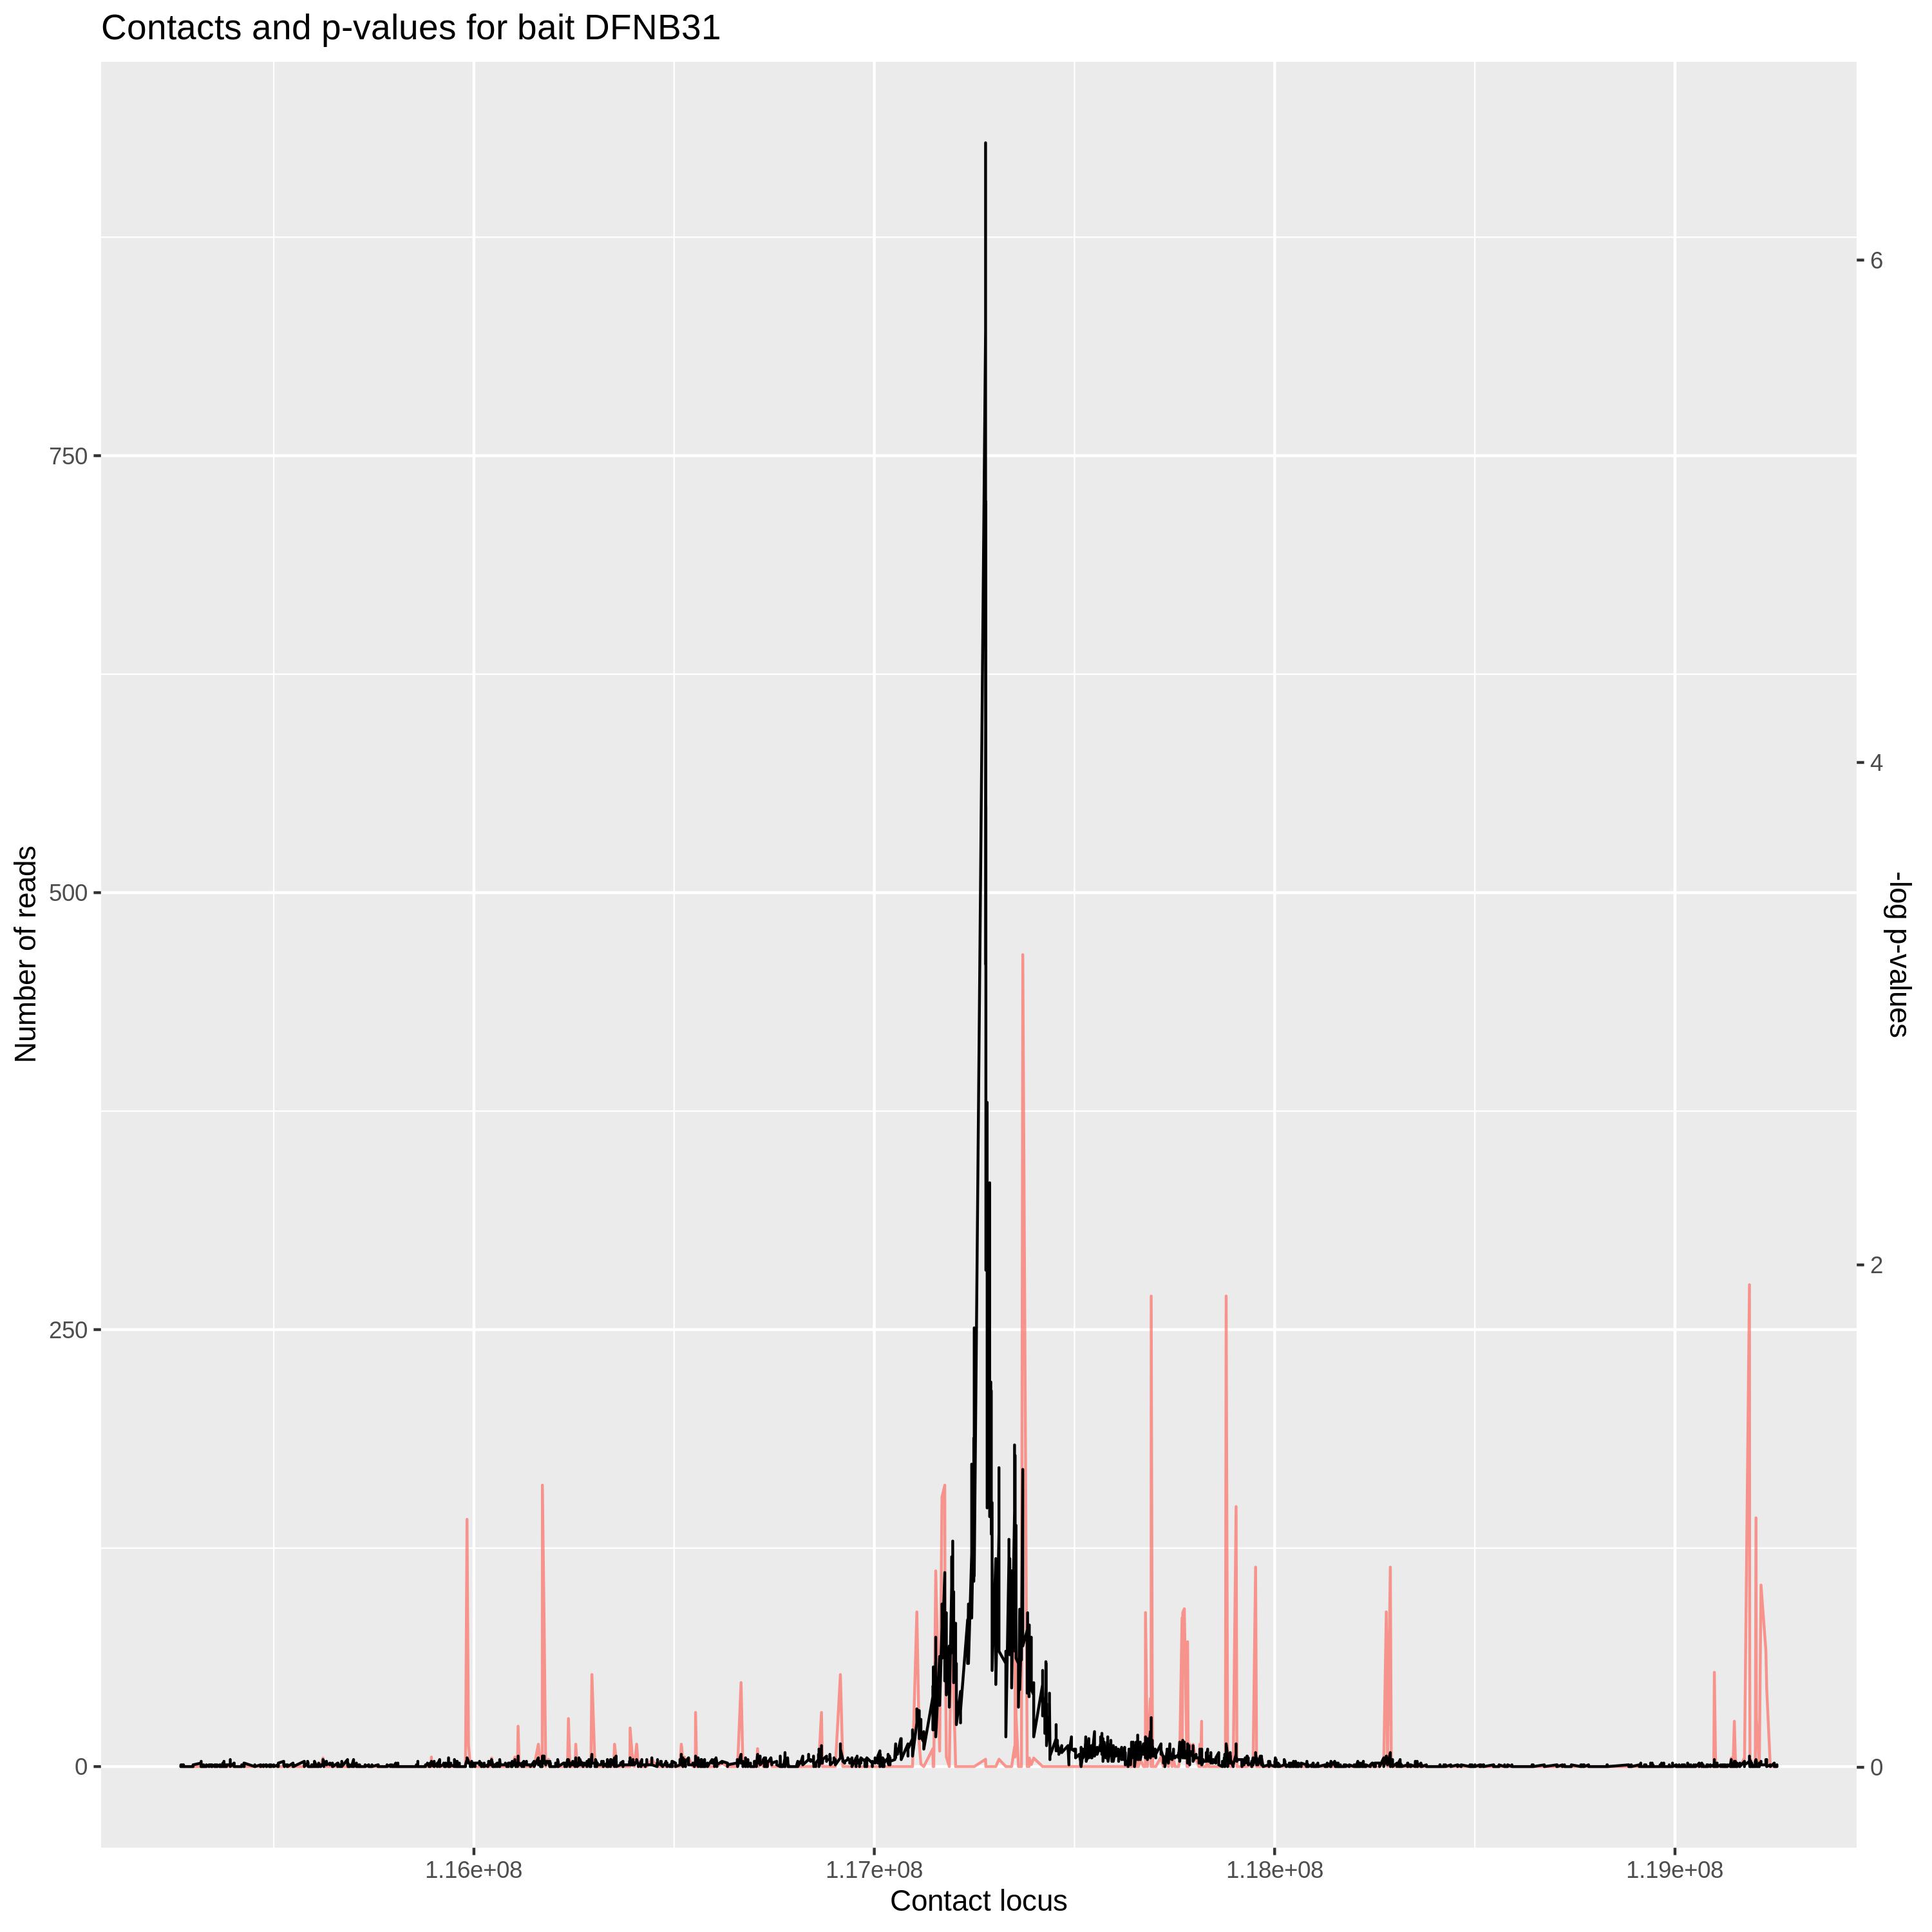 Contacts and p-values for bait DFNB31
Number of reads
750
500
250
0
6
4
2
0
-log p-values
1.16e+08
1.17e+08
1.18e+08
1.19e+08
Contact locus